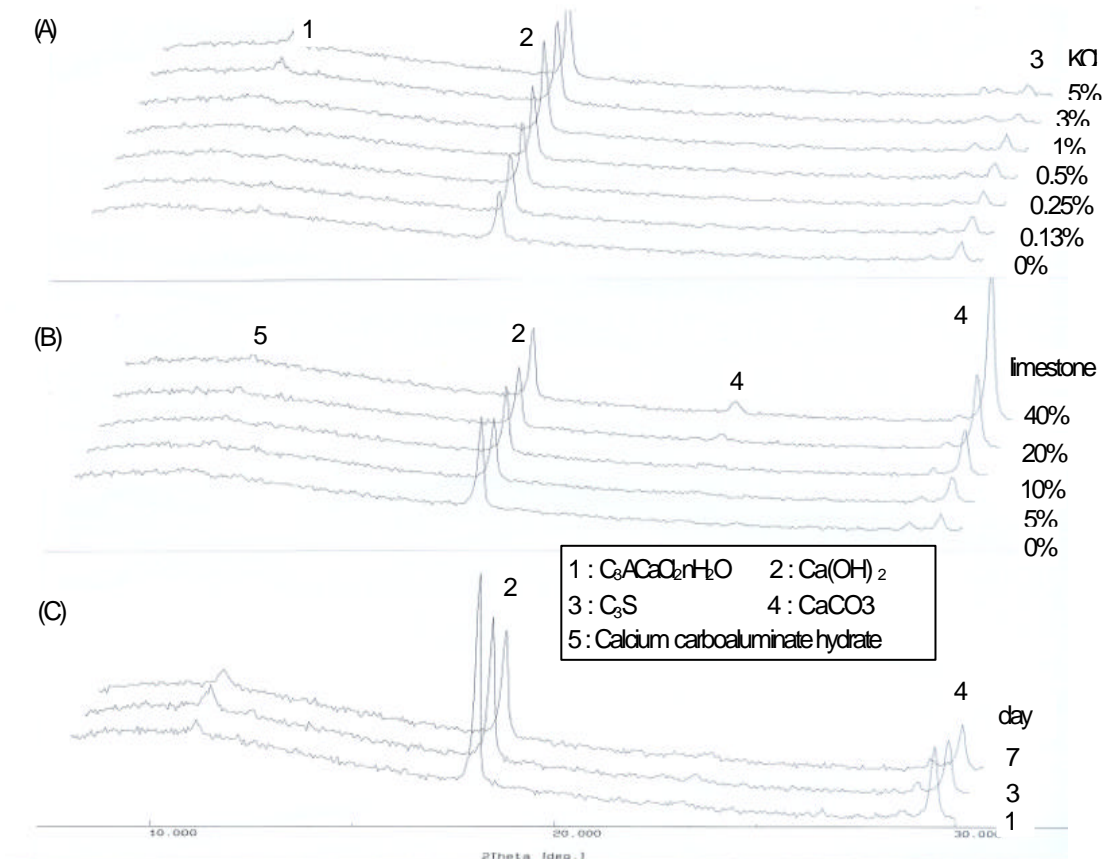 (A)
1
2
3 KCl
5%
3%
1%
0.5%
0.25%
0.13%
0%
(B)
5
2
4
4
limestone
40%
20%
10%
5%
0%
1 : C₃ACaCl₂nH₂O 2 : Ca(OH) ₂
3 : C₃S 4 : CaCO3
5 : Calcium carboaluminate hydrate
(C)
2
4
day
7
3
1
10.000 20.000 30.000
2Theta [deg.]